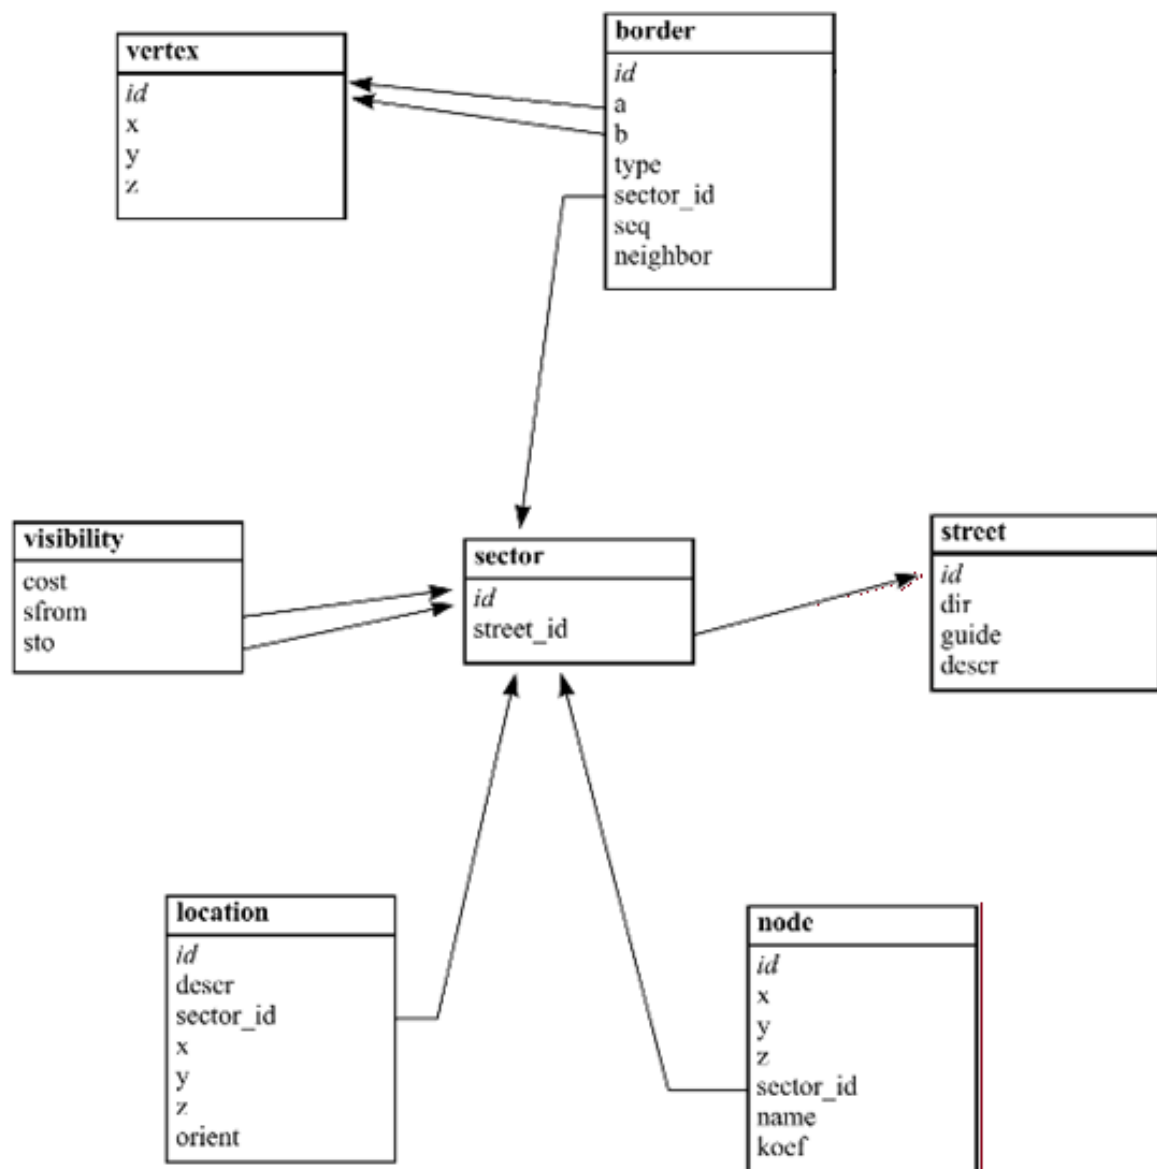 vertex
id
x
y
z
border
id
a
b
type
sector_id
seq
neighbor
visibility
cost
sfrom
sto
sector
id
street_id
street
id
dir
guide
descr
location
id
descr
sector_id
x
y
z
orient
node
id
x
y
z
sector_id
name
koef